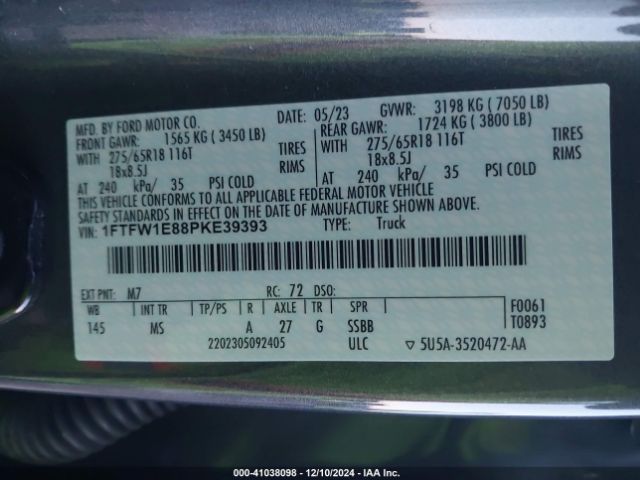 MFD. BY FORD MOTOR CO.
DATE: 05/23 GVWR: 3198 KG ( 7050 LB)
FRONT GAWR: 1565 KG ( 3450 LB)
REAR GAWR: 1724 KG ( 3800 LB)
WITH 275/65R18 116T TIRES
WITH 275/65R18 116T TIRES
18x8.5J RIMS
18x8.5J RIMS
AT 240 kPa/ 35 PSI COLD
AT 240 kPa/ 35 PSI COLD
THIS VEHICLE CONFORMS TO ALL APPLICABLE FEDERAL MOTOR VEHICLE
SAFETY STANDARDS IN EFFECT ON THE DATE OF MANUFACTURE SHOWN ABOVE.
VIN: 1FTFW1E88PKE39393 TYPE: Truck
EXT PNT: M7 RC: 72 DSO:
WB INT TR TP/PS R AXLE TR SPR F0061
145 MS A 27 G SSBB T0893
2202305092405 ULC ▽ 5U5A-3520472-AA
000-41038098 - 12/10/2024 - IAA Inc.